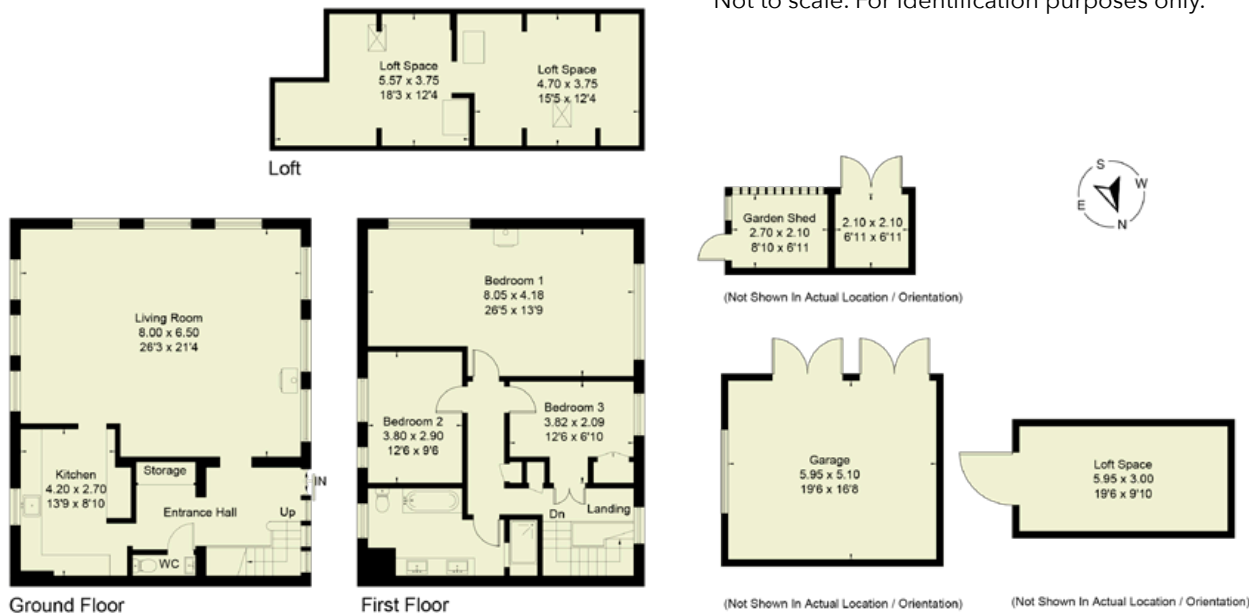 Not to scale. For identification purposes only.
Loft Space
5.57 x 3.75
18'3 x 12'4
Loft Space
4.70 x 3.75
15'5 x 12'4
Loft
Garden Shed
2.70 x 2.10
8'10 x 6'11
2.10 x 2.10
6'11 x 6'11
(Not Shown In Actual Location / Orientation)
S
W
E
N
Living Room
8.00 x 6.50
26'3 x 21'4
Kitchen
4.20 x 2.70
13'9 x 8'10
Storage
IN
Entrance Hall
Up
WC
Ground Floor
Bedroom 1
8.05 x 4.18
26'5 x 13'9
Bedroom 2
3.80 x 2.90
12'6 x 9'6
Bedroom 3
3.82 x 2.09
12'6 x 6'10
Dn
Landing
First Floor
Garage
5.95 x 5.10
19'6 x 16'8
(Not Shown In Actual Location / Orientation)
Loft Space
5.95 x 3.00
19'6 x 9'10
(Not Shown In Actual Location / Orientation)